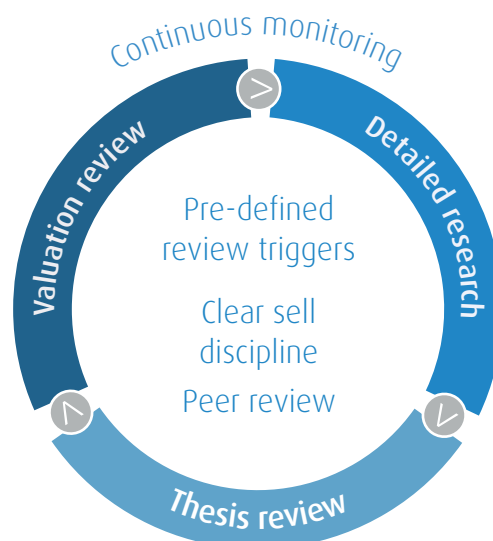 Continuous monitoring
Valuation review
Detailed research
Pre-defined
review triggers
Clear sell
discipline
Peer review
Thesis review